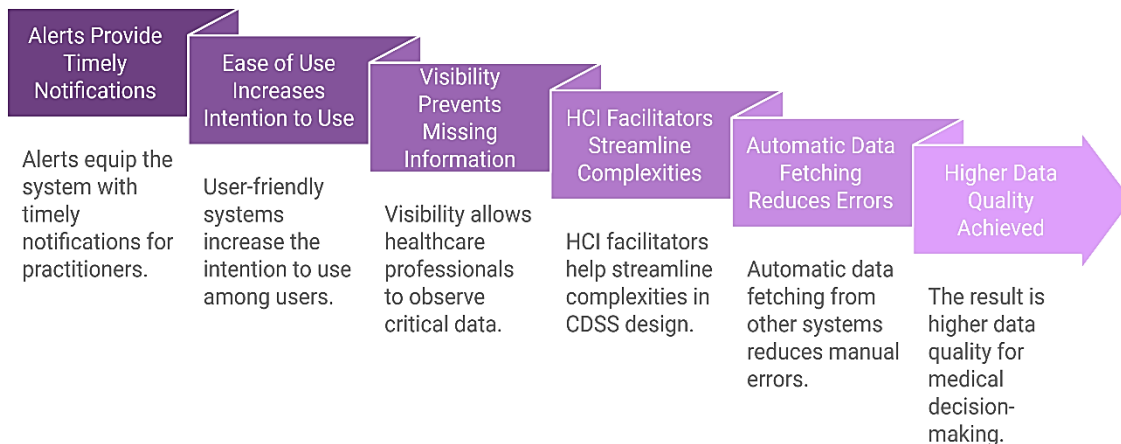 Alerts Provide
Timely
Notifications
Alerts equip the
system with
timely
notifications for
practitioners.
Ease of Use
Increases
Intention to Use
User-friendly
systems
increase the
intention to use
among users.
Visibility
Prevents
Missing
Information
Visibility allows
healthcare
professionals
to observe
critical data.
HCI Facilitators
Streamline
Complexities
HCI facilitators
help streamline
complexities in
CDSS design.
Automatic Data
Fetching
Reduces Errors
Automatic data
fetching from
other systems
reduces manual
errors.
Higher Data
Quality
Achieved
The result is
higher data
quality for
medical
decision-
making.